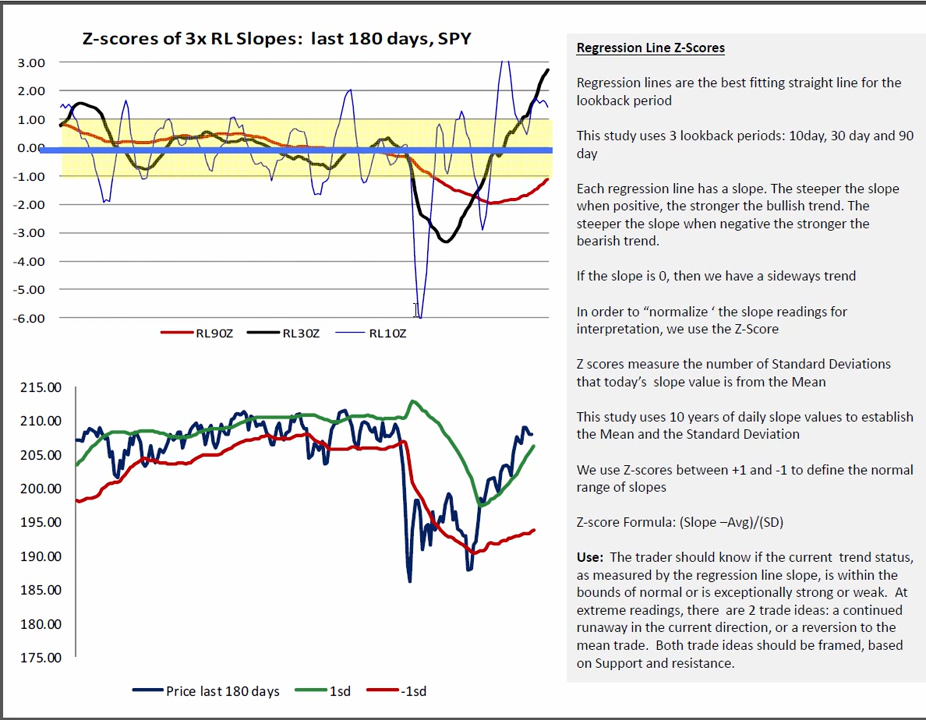 Z-scores of 3x RL Slopes: last 180 days, SPY
3.00
2.00
1.00
0.00
-1.00
-2.00
-3.00
-4.00
-5.00
-6.00
RL90Z RL30Z RL10Z
215.00
210.00
205.00
200.00
195.00
190.00
185.00
180.00
175.00
Price last 180 days 1sd -1sd
Regression Line Z-Scores
Regression lines are the best fitting straight line for the
lookback period
This study uses 3 lookback periods: 10day, 30 day and 90
day
Each regression line has a slope. The steeper the slope
when positive, the stronger the bullish trend. The
steeper the slope when negative the stronger the
bearish trend.
If the slope is 0, then we have a sideways trend
In order to “normalize ‘ the slope readings for
interpretation, we use the Z-Score
Z scores measure the number of Standard Deviations
that today’s slope value is from the Mean
This study uses 10 years of daily slope values to establish
the Mean and the Standard Deviation
We use Z-scores between +1 and -1 to define the normal
range of slopes
Z-score Formula: (Slope –Avg)/(SD)
Use: The trader should know if the current trend status,
as measured by the regression line slope, is within the
bounds of normal or is exceptionally strong or weak. At
extreme readings, there are 2 trade ideas: a continued
runaway in the current direction, or a reversion to the
mean trade. Both trade ideas should be framed, based
on Support and resistance.